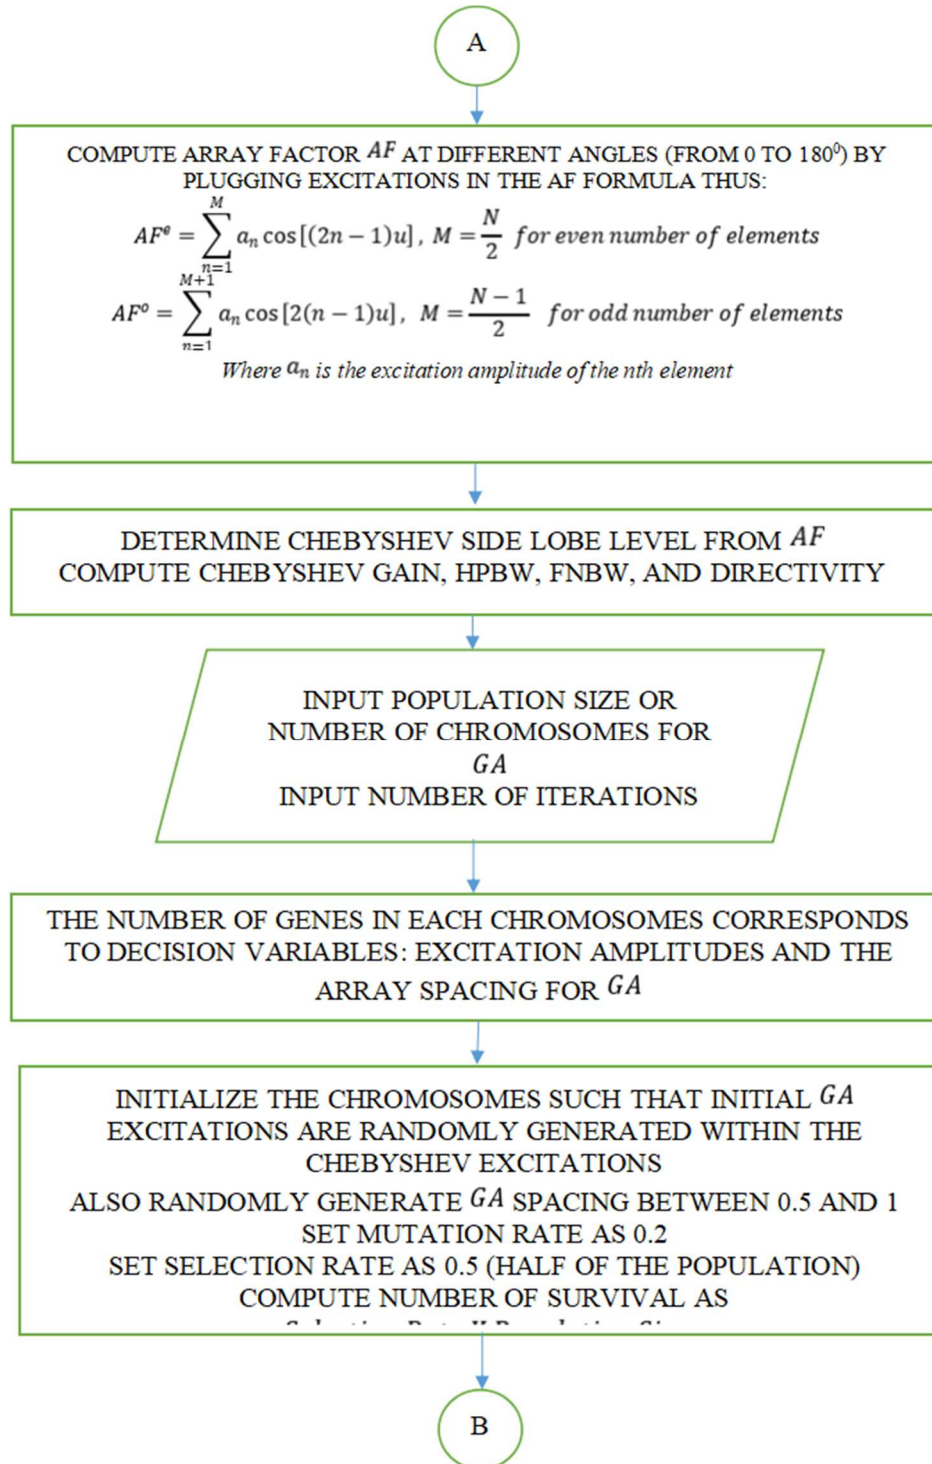 A
COMPUTE ARRAY FACTOR AF AT DIFFERENT ANGLES (FROM 0 TO 180⁰) BY
PLUGGING EXCITATIONS IN THE AF FORMULA THUS:
AFᵉ = ∑_{n=1}^{M} aₙ cos[(2n − 1)u] , M = N/2 for even number of elements
AFᵒ = ∑_{n=1}^{M+1} aₙ cos[2(n − 1)u], M = (N − 1)/2 for odd number of elements
Where aₙ is the excitation amplitude of the nth element
DETERMINE CHEBYSHEV SIDE LOBE LEVEL FROM AF
COMPUTE CHEBYSHEV GAIN, HPBW, FNBW, AND DIRECTIVITY
INPUT POPULATION SIZE OR
NUMBER OF CHROMOSOMES FOR
GA
INPUT NUMBER OF ITERATIONS
THE NUMBER OF GENES IN EACH CHROMOSOMES CORRESPONDS
TO DECISION VARIABLES: EXCITATION AMPLITUDES AND THE
ARRAY SPACING FOR GA
INITIALIZE THE CHROMOSOMES SUCH THAT INITIAL GA
EXCITATIONS ARE RANDOMLY GENERATED WITHIN THE
CHEBYSHEV EXCITATIONS
ALSO RANDOMLY GENERATE GA SPACING BETWEEN 0.5 AND 1
SET MUTATION RATE AS 0.2
SET SELECTION RATE AS 0.5 (HALF OF THE POPULATION)
COMPUTE NUMBER OF SURVIVAL AS
B